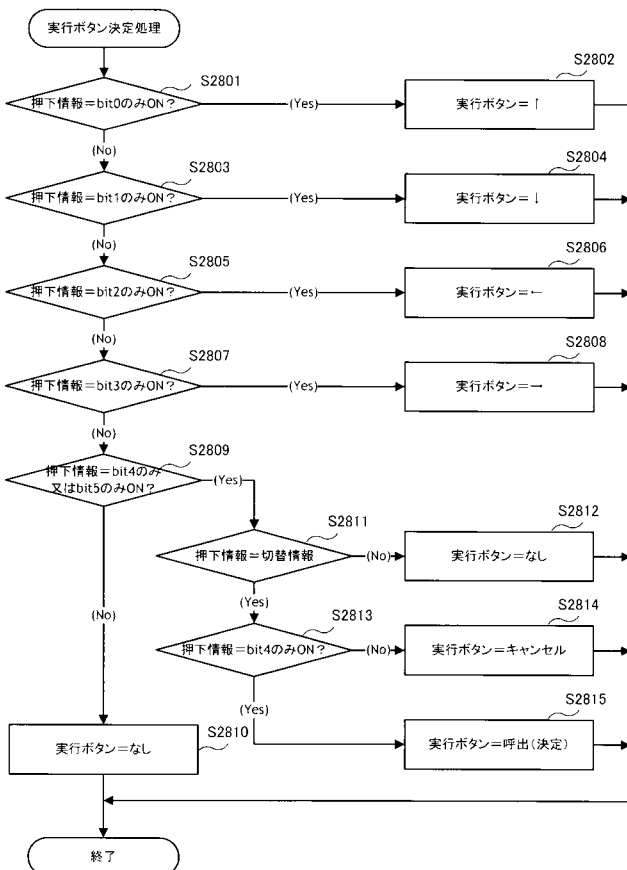 実行ボタン決定処理
S2801
押下情報＝bit0のみON？
(Yes)
S2802
実行ボタン＝↑
(No)
S2803
押下情報＝bit1のみON？
(Yes)
S2804
実行ボタン＝↓
(No)
S2805
押下情報＝bit2のみON？
(Yes)
S2806
実行ボタン＝←
(No)
S2807
押下情報＝bit3のみON？
(Yes)
S2808
実行ボタン＝→
(No)
S2809
押下情報＝bit4のみ
又はbit5のみON？
(Yes)
S2811
押下情報＝切替情報
(No)
S2812
実行ボタン＝なし
(Yes)
(No)
S2813
押下情報＝bit4のみON？
(No)
S2814
実行ボタン＝キャンセル
(Yes)
S2815
実行ボタン＝呼出(決定)
S2810
実行ボタン＝なし
終了